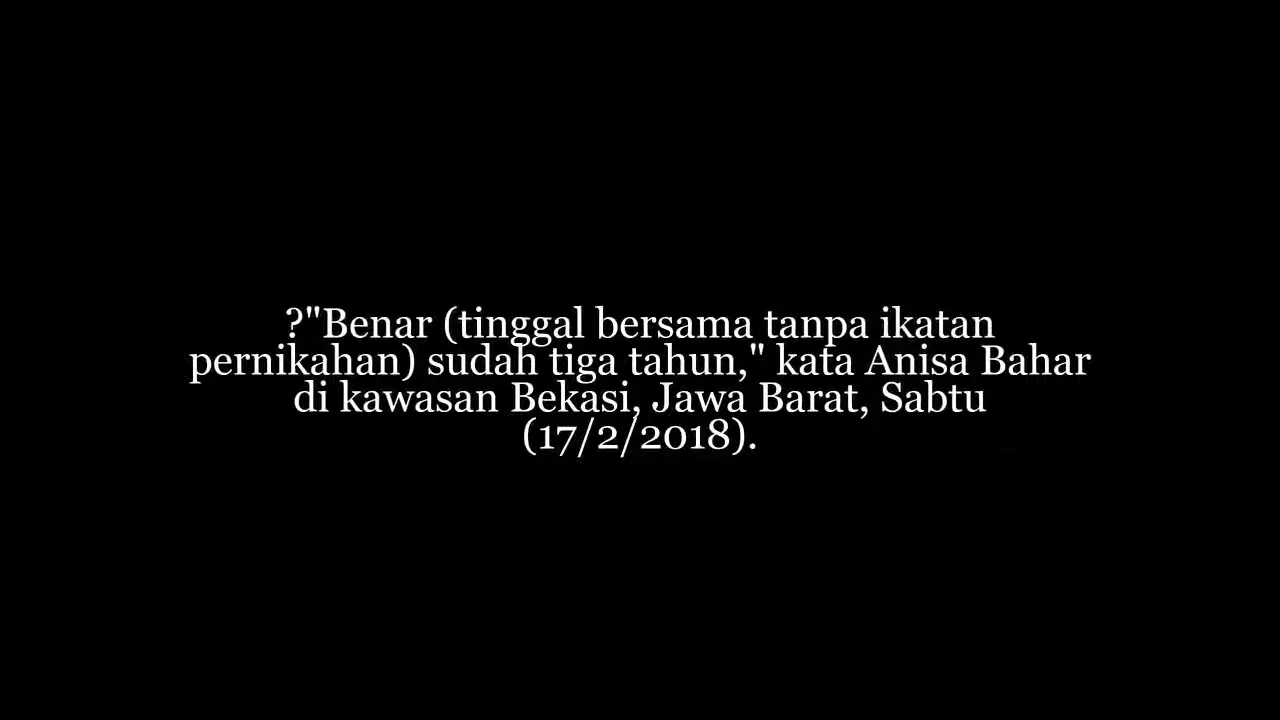 ?"Benar (tinggal bersama tanpa ikatan
pernikahan) sudah tiga tahun," kata Anisa Bahar
di kawasan Bekasi, Jawa Barat, Sabtu
(17/2/2018).